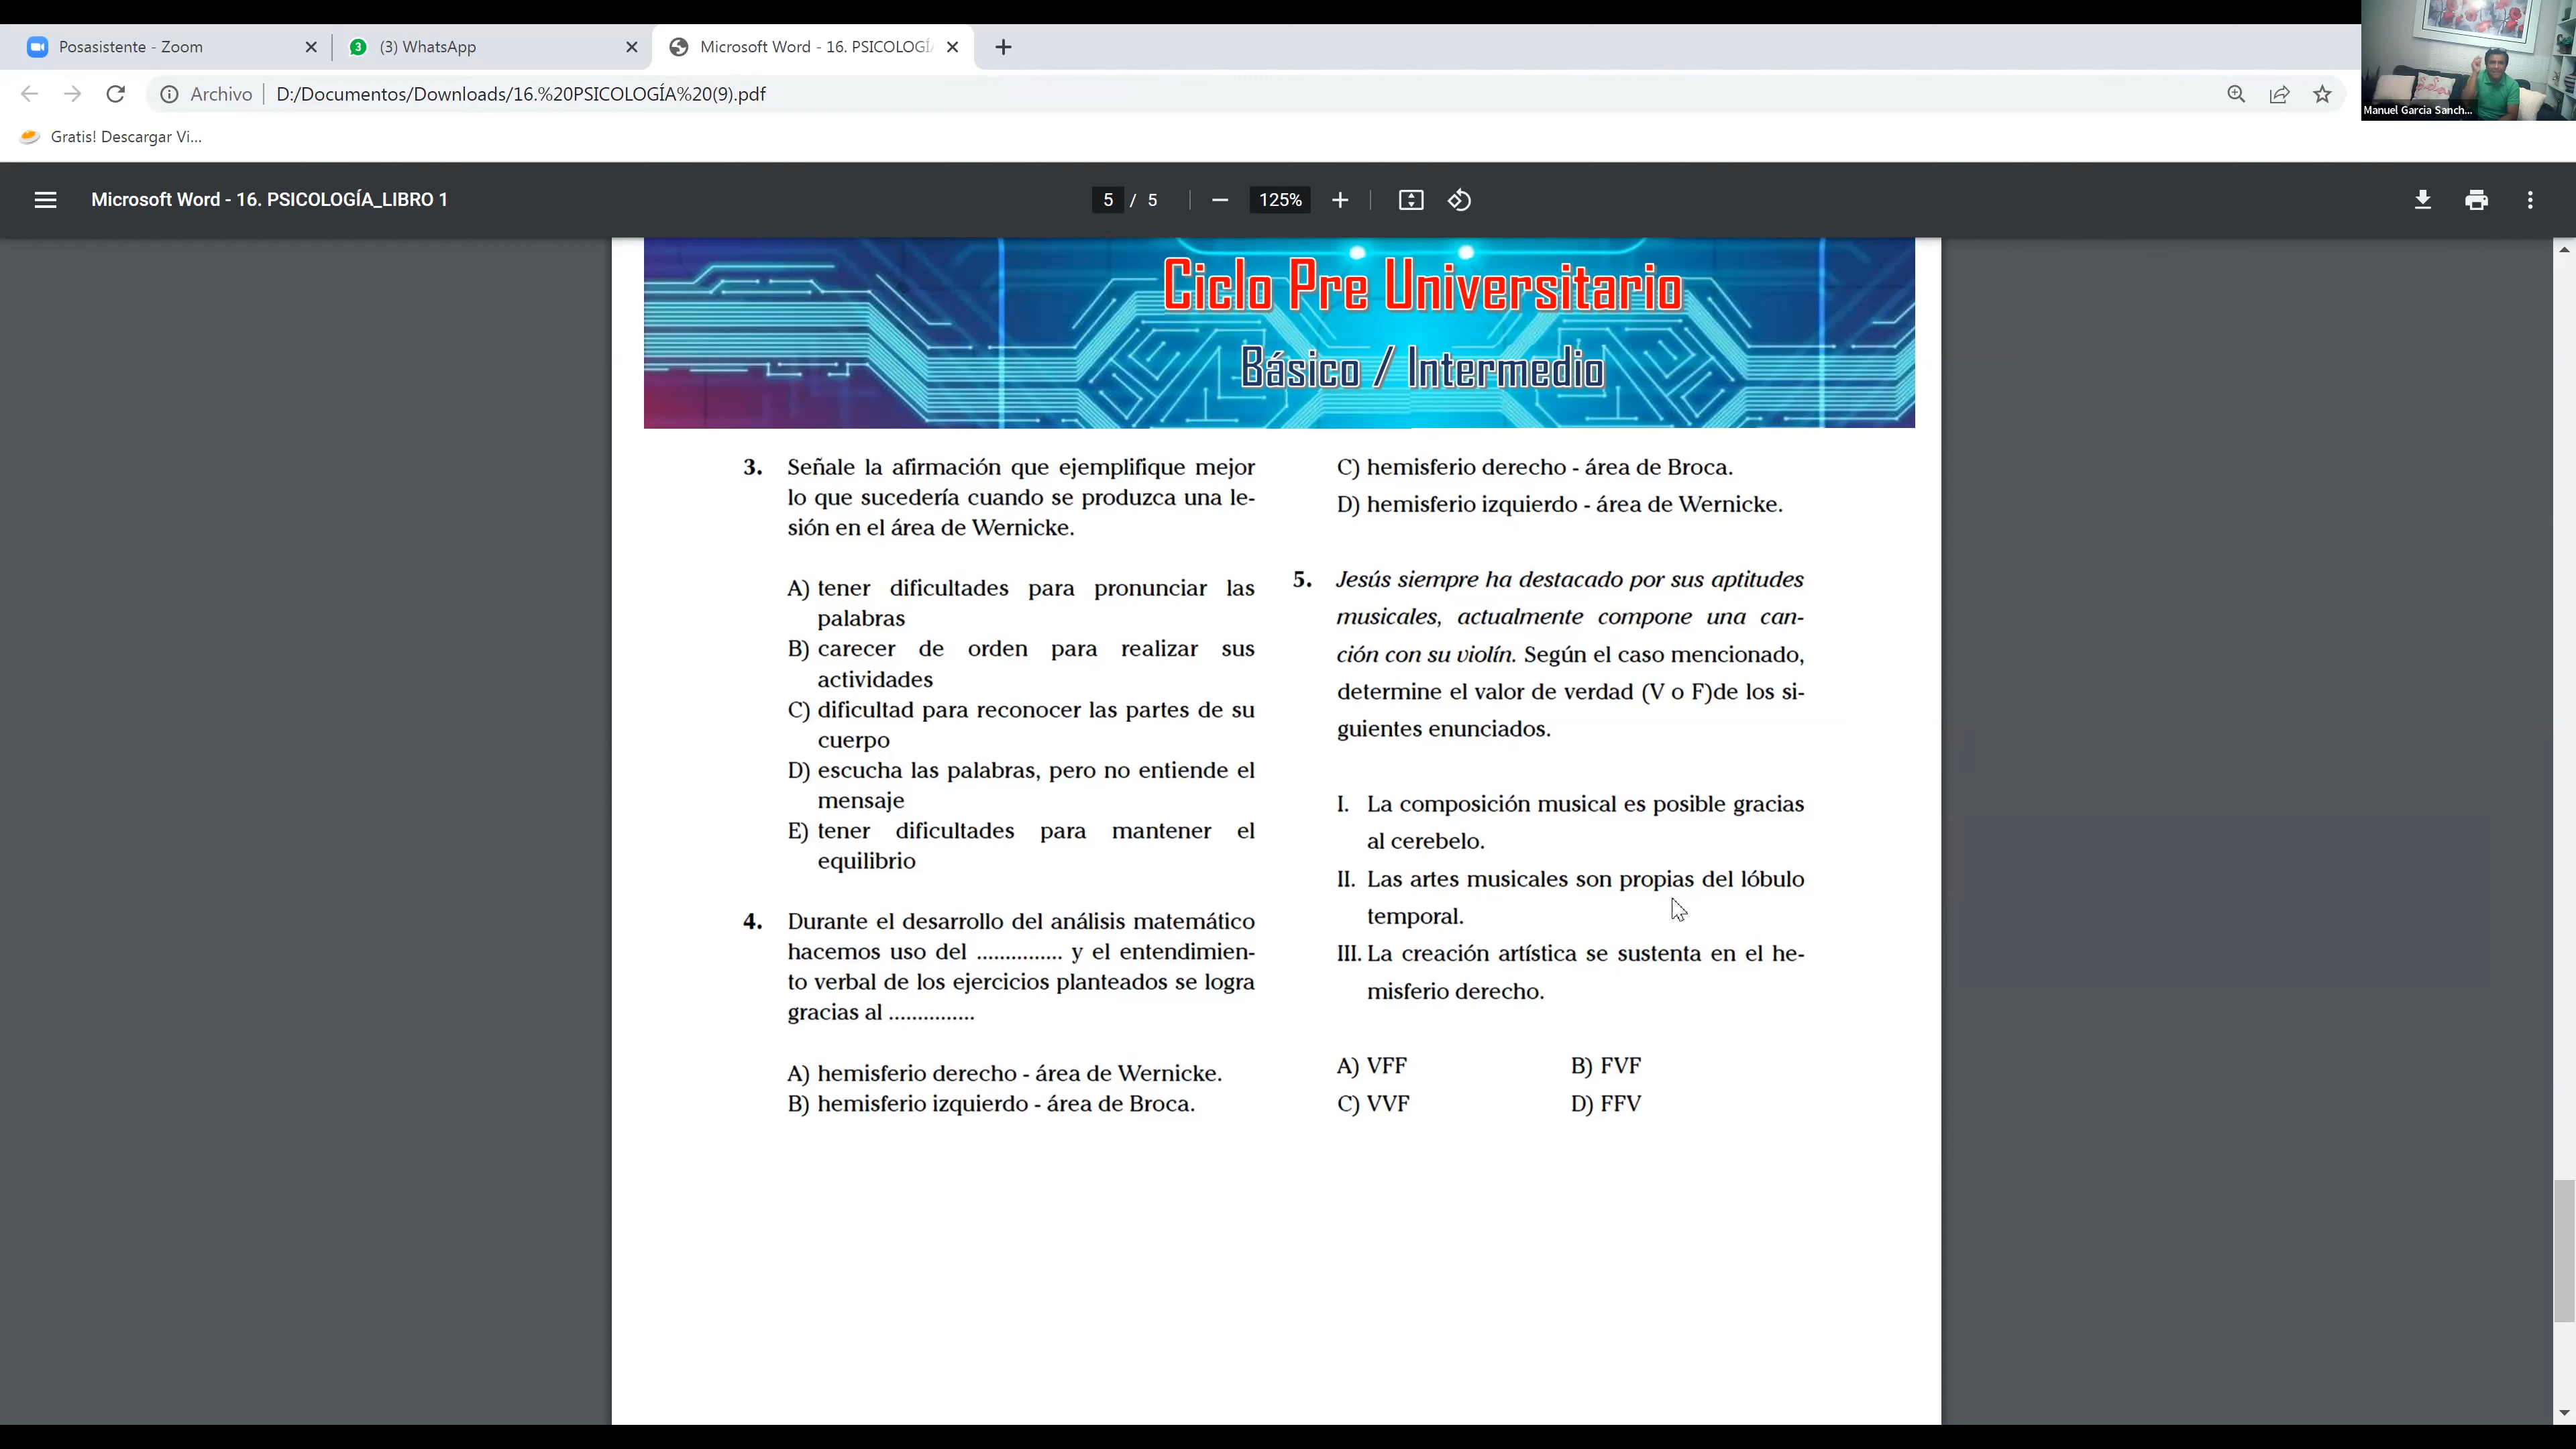 Posasistente - Zoom
3
(3) WhatsApp
Microsoft Word - 16. PSICOLOGÍ
Archivo
D:/Documentos/Downloads/16.%20PSICOLOGÍA%20(9).pdf
Manuel Garcia Sanch...
Gratis! Descargar Vi...
Microsoft Word - 16. PSICOLOGÍA_LIBRO 1
5 / 5
125%
Ciclo Pre Universitario
Básico / Intermedio
3. Señale la afirmación que ejemplifique mejor
lo que sucedería cuando se produzca una le-
sión en el área de Wernicke.
A) tener dificultades para pronunciar las
palabras
B) carecer de orden para realizar sus
actividades
C) dificultad para reconocer las partes de su
cuerpo
D) escucha las palabras, pero no entiende el
mensaje
E) tener dificultades para mantener el
equilibrio
4. Durante el desarrollo del análisis matemático
hacemos uso del ............... y el entendimien-
to verbal de los ejercicios planteados se logra
gracias al ...............
A) hemisferio derecho - área de Wernicke.
B) hemisferio izquierdo - área de Broca.
C) hemisferio derecho - área de Broca.
D) hemisferio izquierdo - área de Wernicke.
5. Jesús siempre ha destacado por sus aptitudes
musicales, actualmente compone una can-
ción con su violín. Según el caso mencionado,
determine el valor de verdad (V o F)de los si-
guientes enunciados.
I. La composición musical es posible gracias
al cerebelo.
II. Las artes musicales son propias del lóbulo
temporal.
III. La creación artística se sustenta en el he-
misferio derecho.
A) VFF
B) FVF
C) VVF
D) FFV